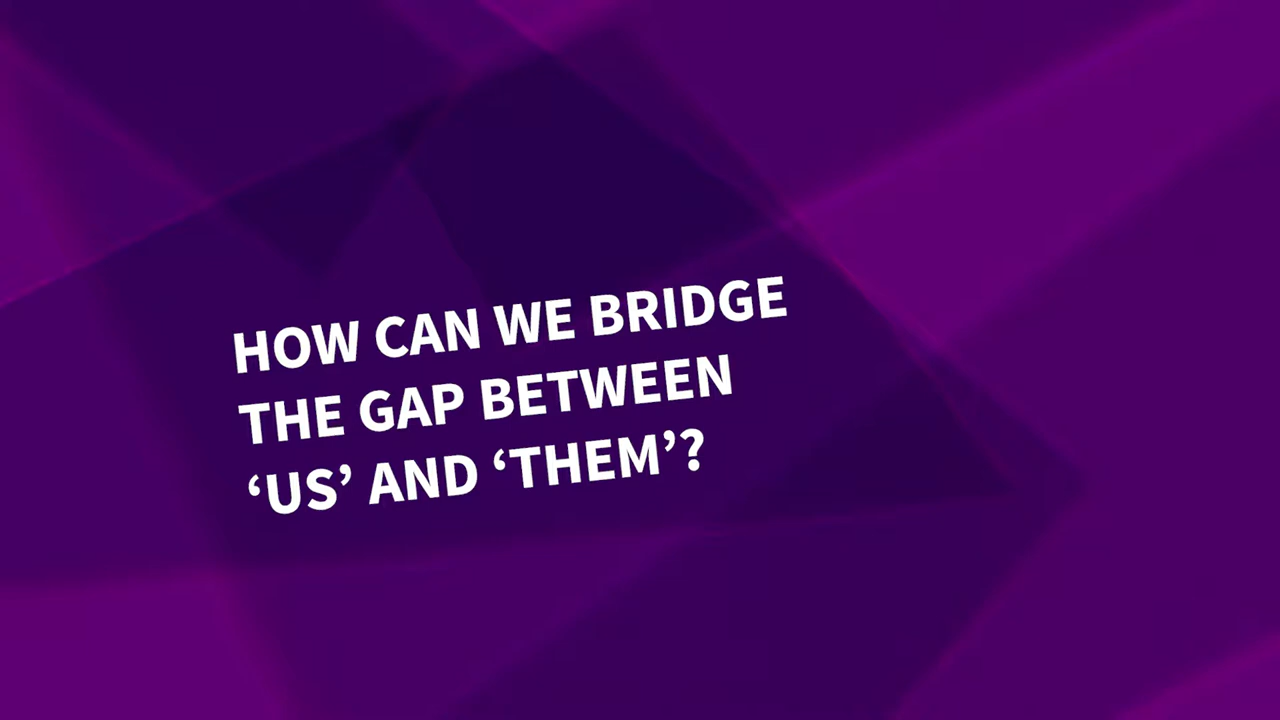 HOW CAN WE BRIDGE
THE GAP BETWEEN
‘US’ AND ‘THEM’?